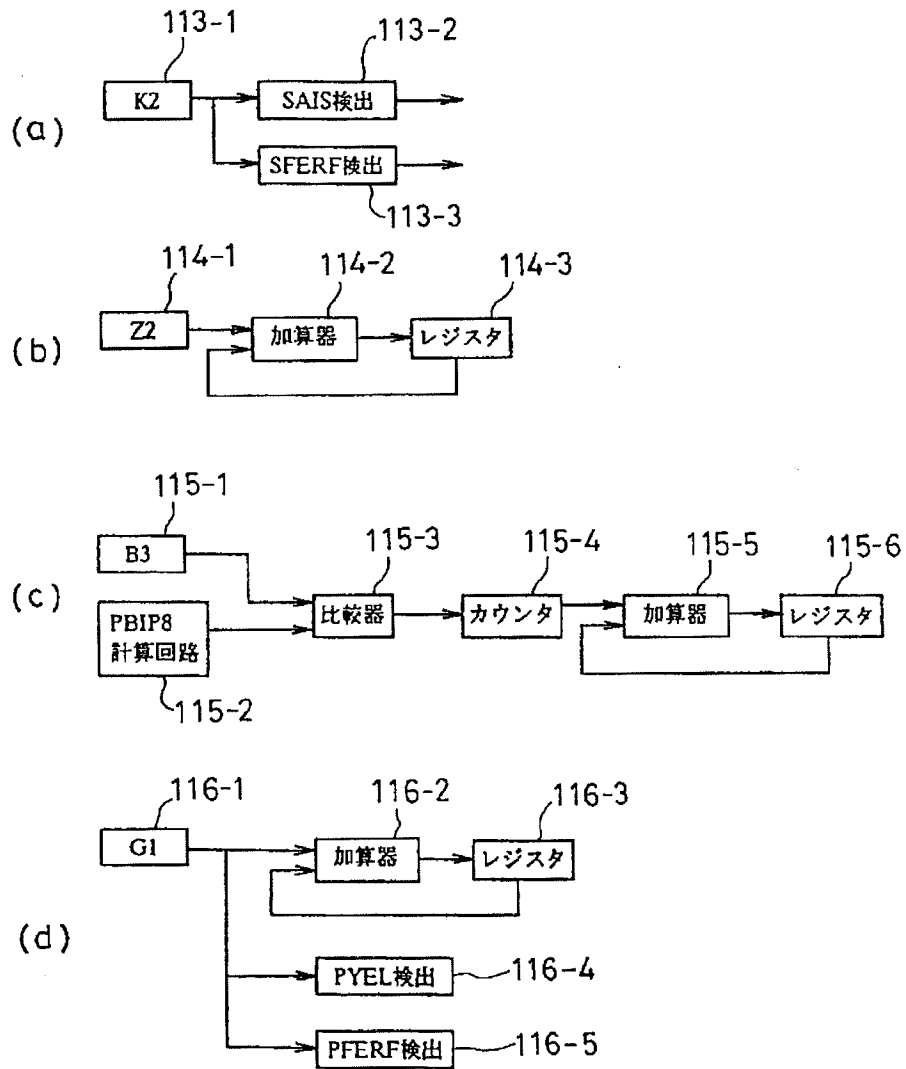 113-1
113-2
(a)
K2
SAIS検出
SFERF検出
113-3
114-1
114-2
114-3
(b)
Z2
加算器
レジスタ
115-1
(c)
B3
115-3
115-4
115-5
115-6
PBIP8
計算回路
比較器
カウンタ
加算器
レジスタ
115-2
116-1
116-2
116-3
(d)
G1
加算器
レジスタ
PYEL検出
116-4
PFERF検出
116-5